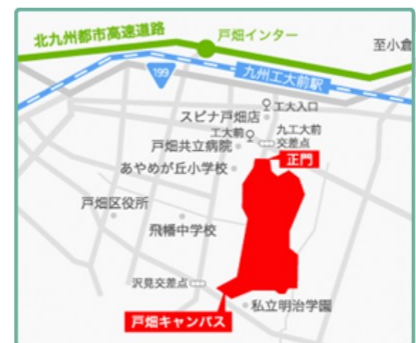 北九州都市高速道路
戸畑インター
至小倉
199
九州工大前駅
工大入口
スピナ戸畑店
工大前
九工大前
交差点
戸畑共立病院
正門
あやめが丘小学校
戸畑区役所
飛幡中学校
沢見交差点
私立明治学園
戸畑キャンパス